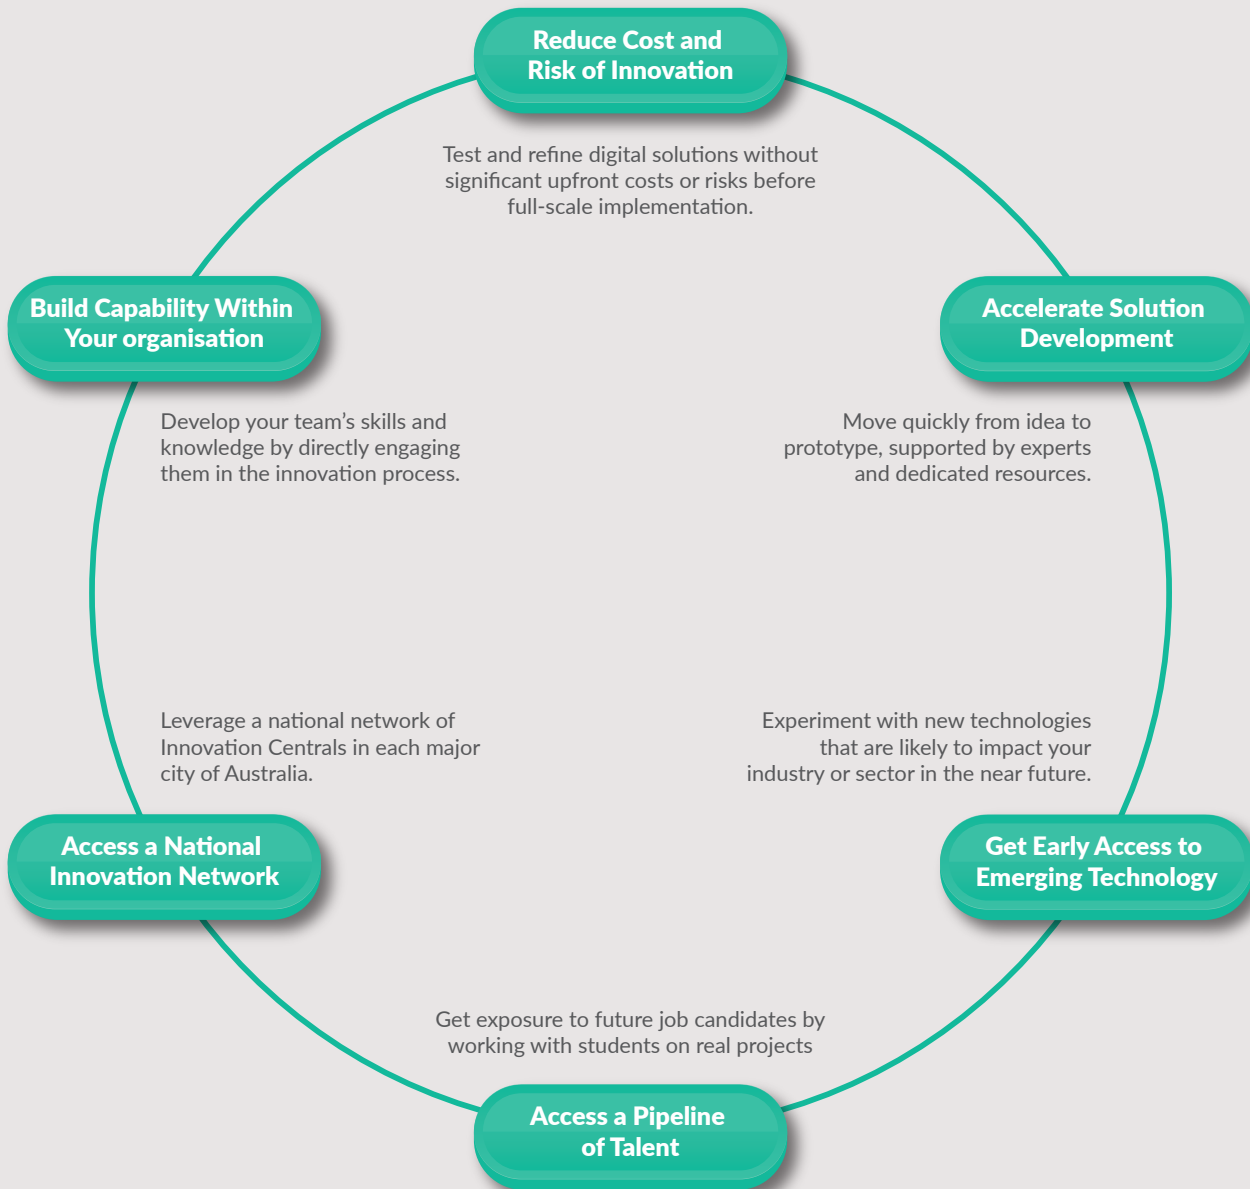 Reduce Cost and
Risk of Innovation
Test and refine digital solutions without
significant upfront costs or risks before
full-scale implementation.
Build Capability Within
Your organisation
Develop your team's skills and
knowledge by directly engaging
them in the innovation process.
Accelerate Solution
Development
Move quickly from idea to
prototype, supported by experts
and dedicated resources.
Leverage a national network of
Innovation Centrals in each major
city of Australia.
Access a National
Innovation Network
Experiment with new technologies
that are likely to impact your
industry or sector in the near future.
Get Early Access to
Emerging Technology
Get exposure to future job candidates by
working with students on real projects
Access a Pipeline
of Talent